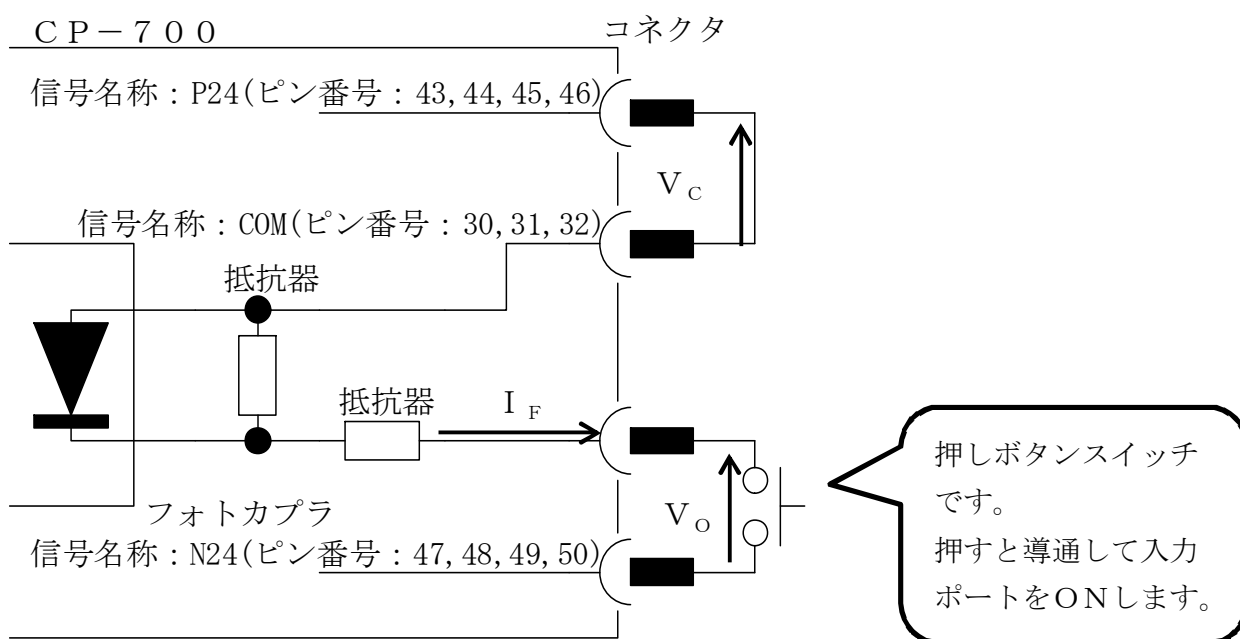 ＣＰ－７００
コネクタ
信号名称：P24(ピン番号：43,44,45,46)
Ｖc
信号名称：COM(ピン番号：30,31,32)
抵抗器
抵抗器
ＩF
押しボタンスイッチ
です。
押すと導通して入力
ポートをＯＮします。
フォトカプラ
Ｖo
信号名称：N24(ピン番号：47,48,49,50)